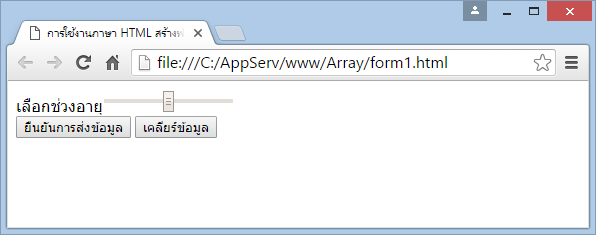 การใช้งานภาษา HTML สร้างฟ
file:///C:/AppServ/www/Array/form1.html
เลือกช่วงอายุ
ยืนยันการส่งข้อมูล เคลียร์ข้อมูล